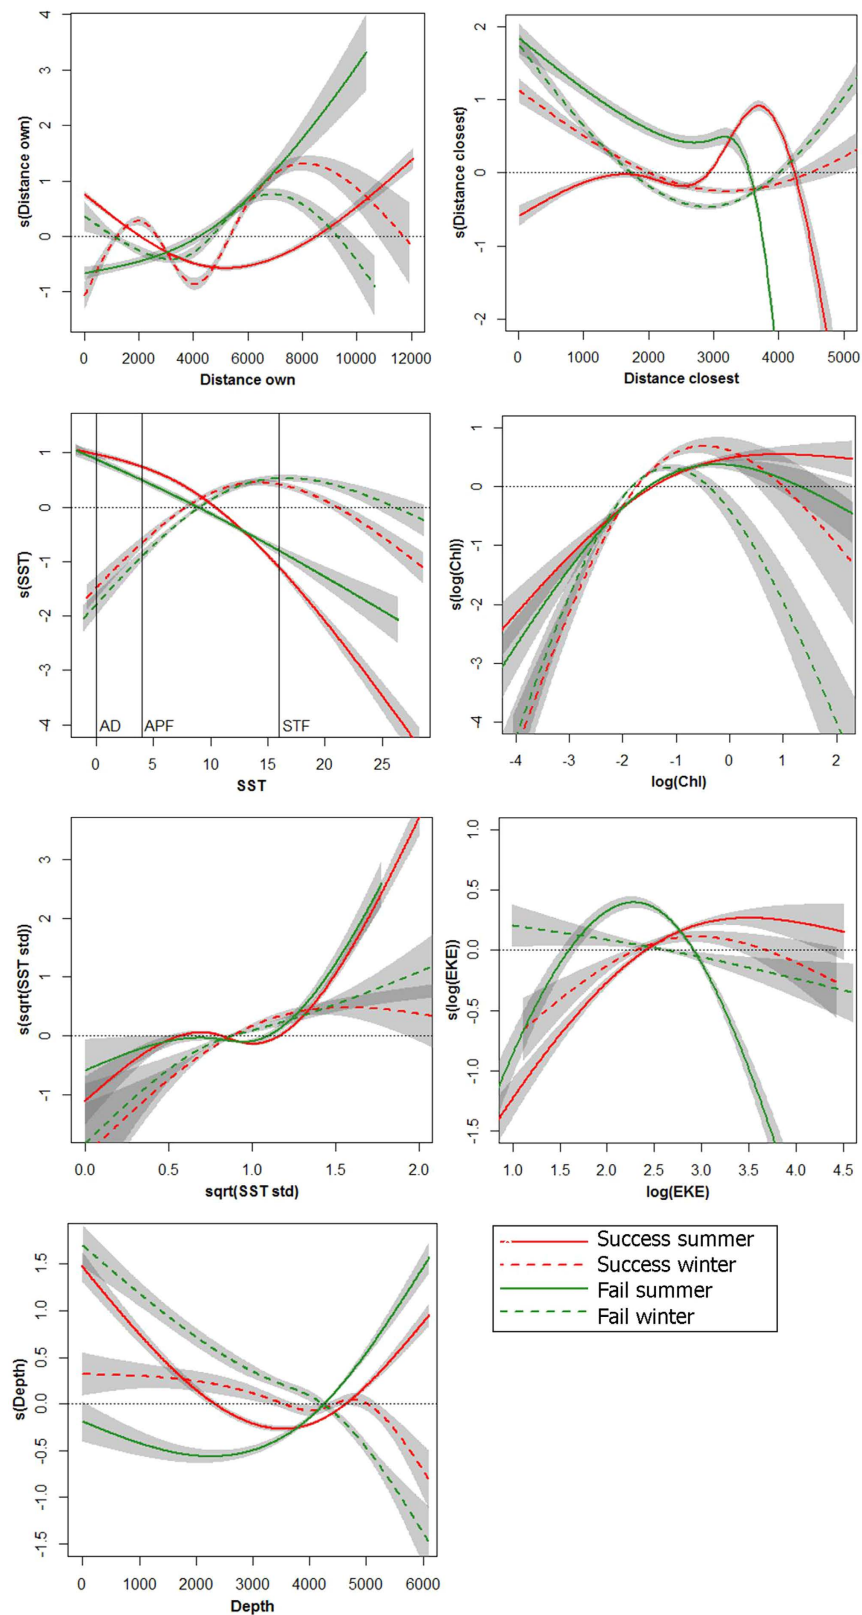 s(Distance own)
4
3
2
1
0
-1
0 2000 4000 6000 8000 10000 12000
Distance own
s(Distance closest)
2
1
0
-1
-2
0 1000 2000 3000 4000 5000
Distance closest
s(SST)
1
0
-1
-2
-3
-4
AD APF STF
0 5 10 15 20 25
SST
s(log(Chl))
1
0
-1
-2
-3
-4
-4 -3 -2 -1 0 1 2
log(Chl)
s(sqrt(SST std))
3
2
1
0
-1
0.0 0.5 1.0 1.5 2.0
sqrt(SST std)
s(log(EKE))
1.0
0.5
0.0
-0.5
-1.0
-1.5
1.0 1.5 2.0 2.5 3.0 3.5 4.0 4.5
log(EKE)
s(Depth)
1.5
1.0
0.5
0.0
-0.5
-1.0
-1.5
0 1000 2000 3000 4000 5000 6000
Depth
Success summer
Success winter
Fail summer
Fail winter